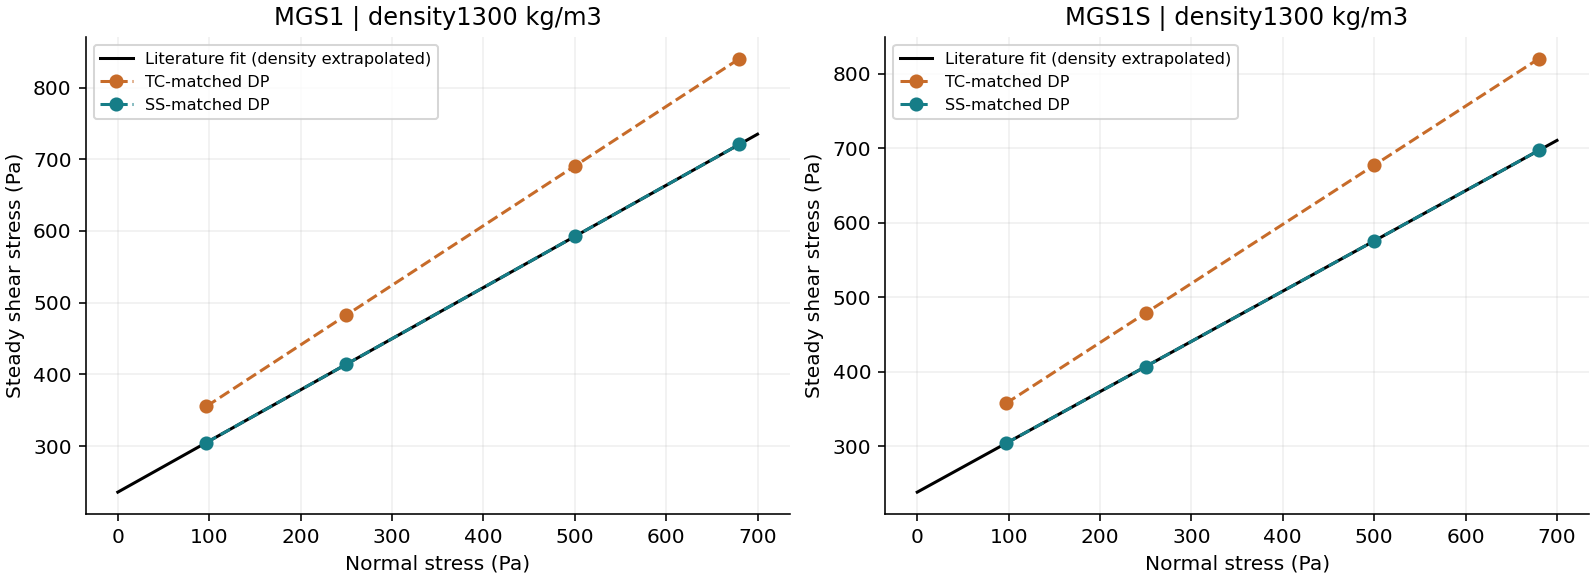 MGS1 | density1300 kg/m3
Literature fit (density extrapolated)
TC-matched DP
SS-matched DP
Steady shear stress (Pa)
800
700
600
500
400
300
0 100 200 300 400 500 600 700
Normal stress (Pa)
MGS1S | density1300 kg/m3
Literature fit (density extrapolated)
TC-matched DP
SS-matched DP
Steady shear stress (Pa)
800
700
600
500
400
300
0 100 200 300 400 500 600 700
Normal stress (Pa)